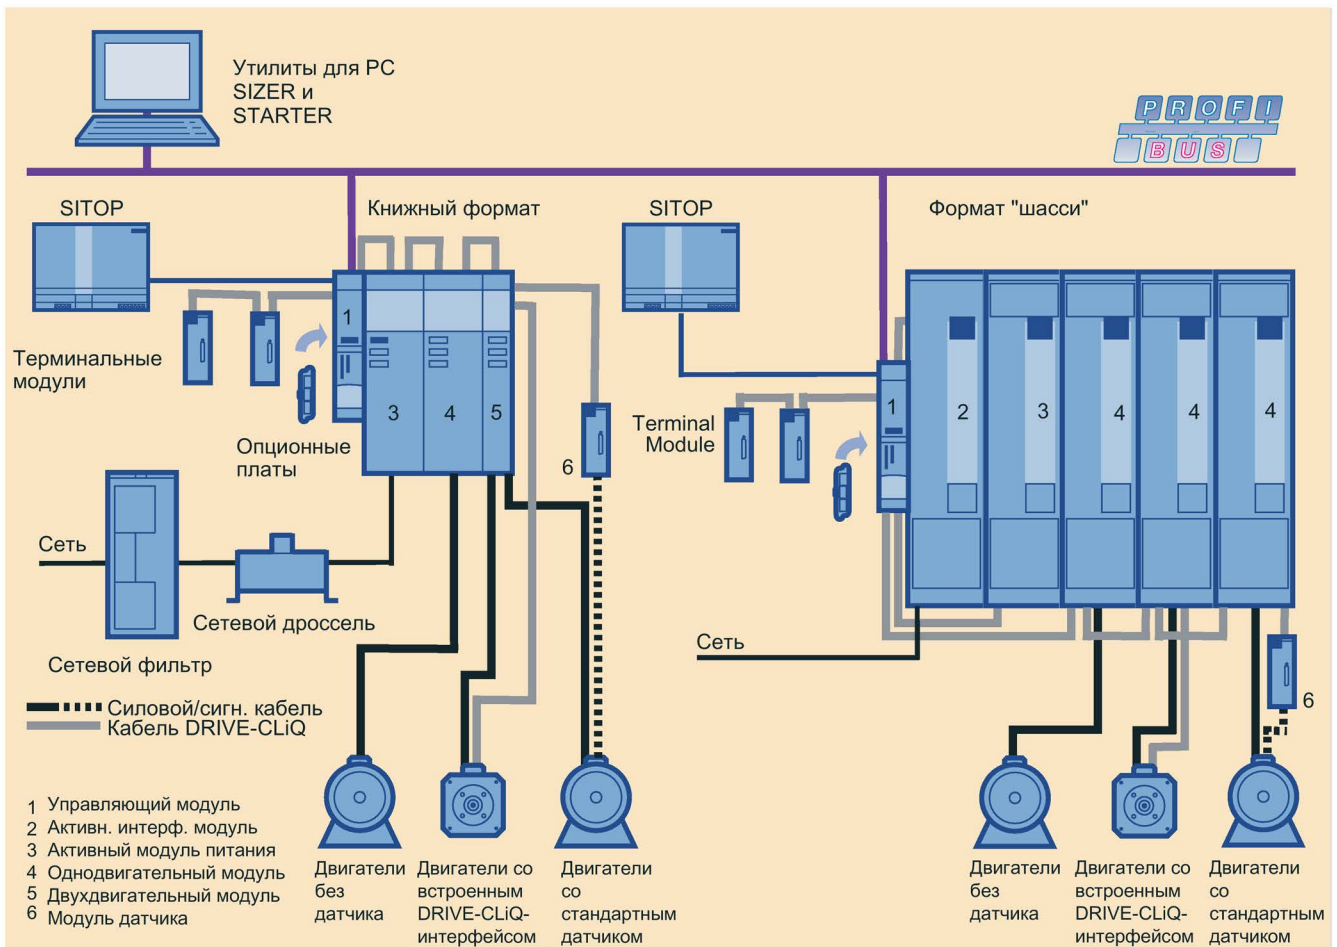 Утилиты для PC
SIZER и
STARTER
PROFI
BUS
SITOP
Книжный формат
SITOP
Формат "шасси"
1
Терминальные
модули
3
4
5
Опционные
платы
6
Terminal
Module
1
2
3
4
4
4
Сеть
Сетевой дроссель
Сетевой фильтр
Сеть
6
Силовой/сигн. кабель
Кабель DRIVE-CLiQ
1 Управляющий модуль
2 Активн. интерф. модуль
3 Активный модуль питания
4 Однодвигательный модуль
5 Двухдвигательный модуль
6 Модуль датчика
Двигатели
без
датчика
Двигатели со
встроенным
DRIVE-CLiQ-
интерфейсом
Двигатели
со
стандартным
датчиком
Двигатели
без
датчика
Двигатели со
встроенным
DRIVE-CLiQ-
интерфейсом
Двигатели
со
стандартным
датчиком